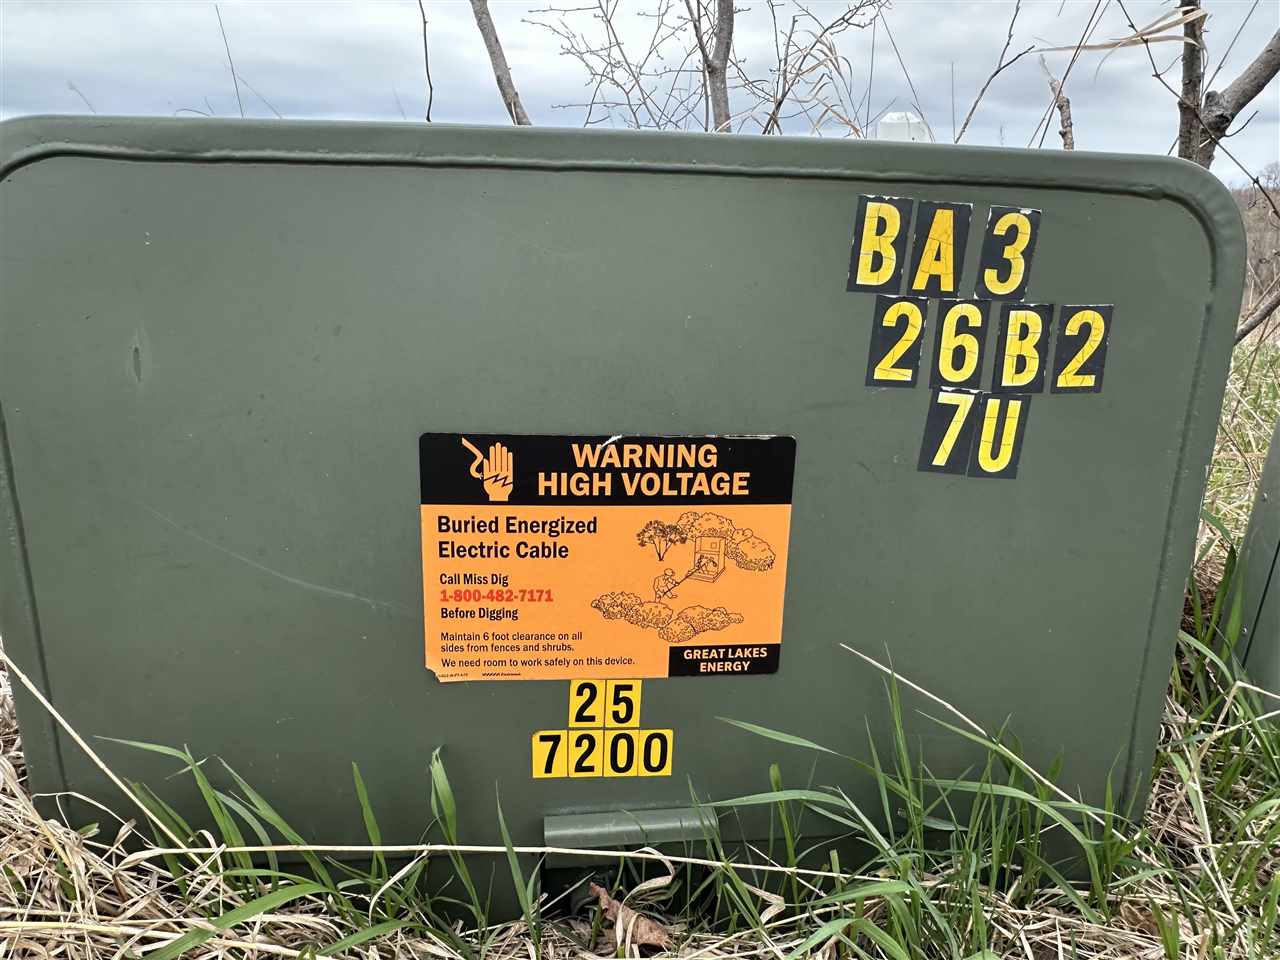 BA 3
26B2
7U
WARNING
HIGH VOLTAGE
Buried Energized
Electric Cable
Call Miss Dig
1-800-482-7171
Before Digging
Maintain 6 foot clearance on all
sides from fences and shrubs.
We need room to work safely on this device.
GREAT LAKES
ENERGY
25
7200